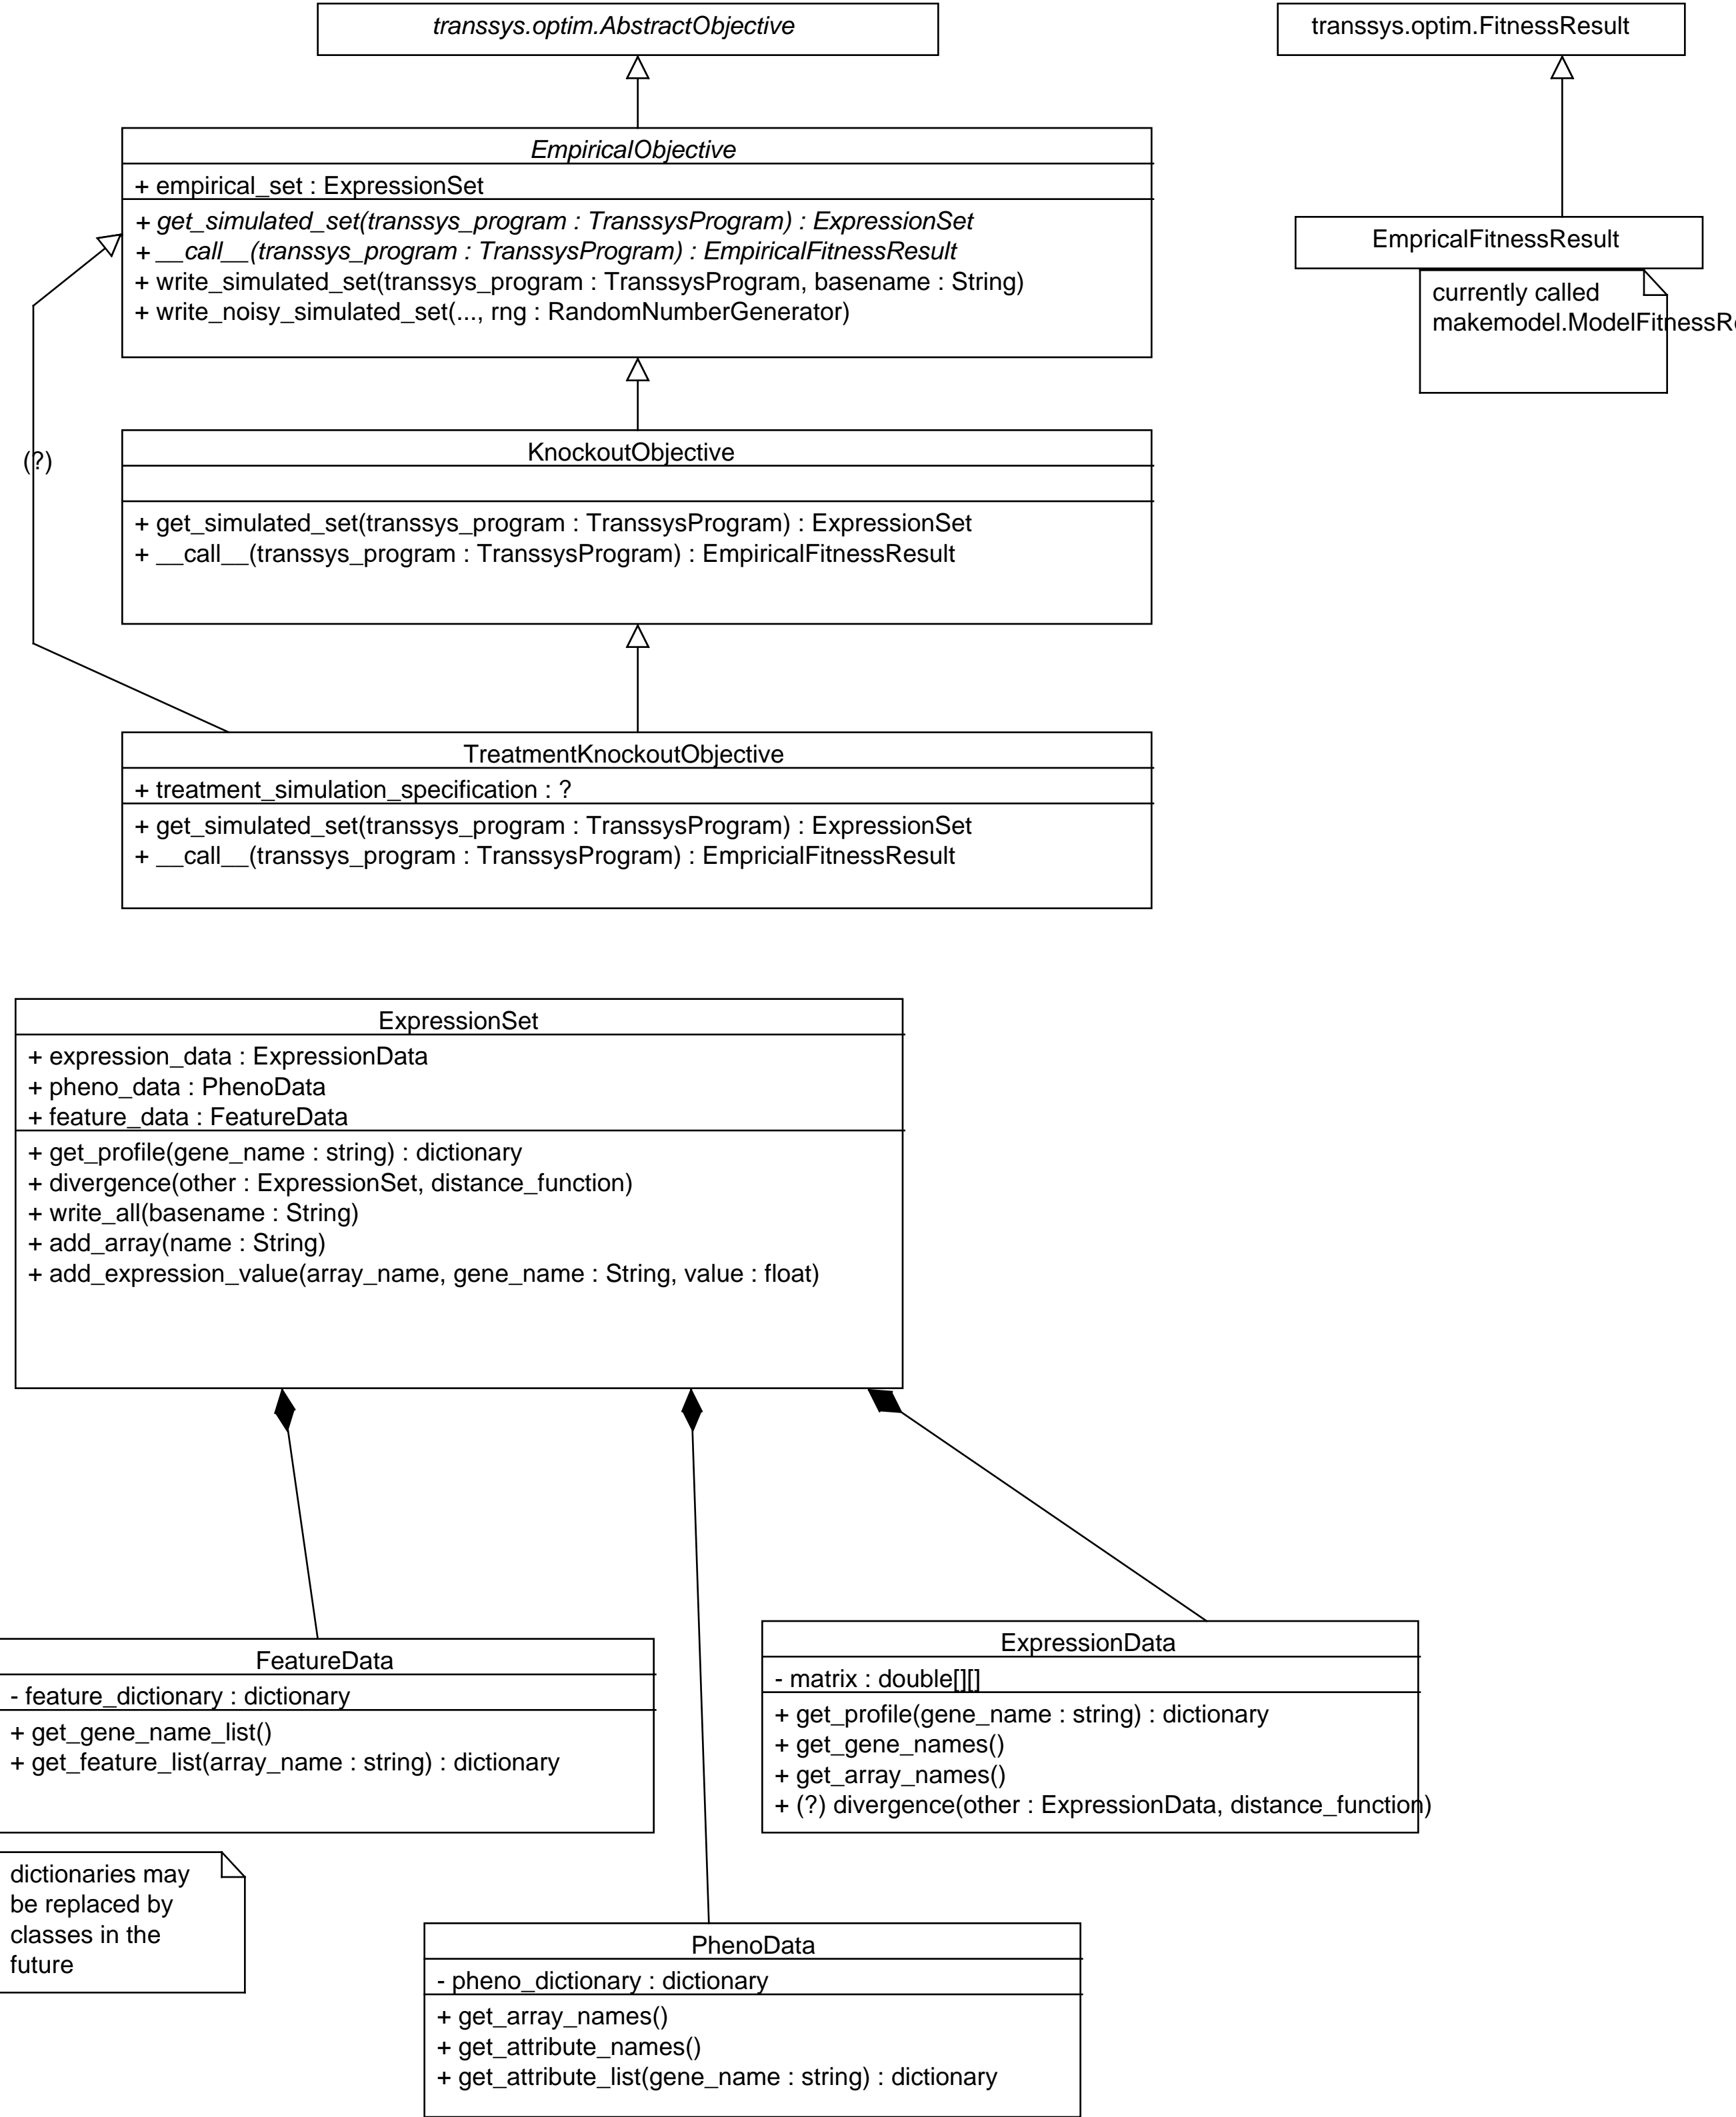 transsys.optim.AbstractObjective
transsys.optim.FitnessResult
EmpiricalObjective
+ empirical_set : ExpressionSet
+ get_simulated_set(transsys_program : TranssysProgram) : ExpressionSet
+ __call__(transsys_program : TranssysProgram) : EmpiricalFitnessResult
+ write_simulated_set(transsys_program : TranssysProgram, basename : String)
+ write_noisy_simulated_set(..., rng : RandomNumberGenerator)
EmpricalFitnessResult
currently called
makemodel.ModelFitnessR
(?)
KnockoutObjective
+ get_simulated_set(transsys_program : TranssysProgram) : ExpressionSet
+ __call__(transsys_program : TranssysProgram) : EmpiricalFitnessResult
TreatmentKnockoutObjective
+ treatment_simulation_specification : ?
+ get_simulated_set(transsys_program : TranssysProgram) : ExpressionSet
+ __call__(transsys_program : TranssysProgram) : EmpricialFitnessResult
ExpressionSet
+ expression_data : ExpressionData
+ pheno_data : PhenoData
+ feature_data : FeatureData
+ get_profile(gene_name : string) : dictionary
+ divergence(other : ExpressionSet, distance_function)
+ write_all(basename : String)
+ add_array(name : String)
+ add_expression_value(array_name, gene_name : String, value : float)
FeatureData
- feature_dictionary : dictionary
+ get_gene_name_list()
+ get_feature_list(array_name : string) : dictionary
ExpressionData
- matrix : double[][]
+ get_profile(gene_name : string) : dictionary
+ get_gene_names()
+ get_array_names()
+ (?) divergence(other : ExpressionData, distance_function)
dictionaries may
be replaced by
classes in the
future
PhenoData
- pheno_dictionary : dictionary
+ get_array_names()
+ get_attribute_names()
+ get_attribute_list(gene_name : string) : dictionary